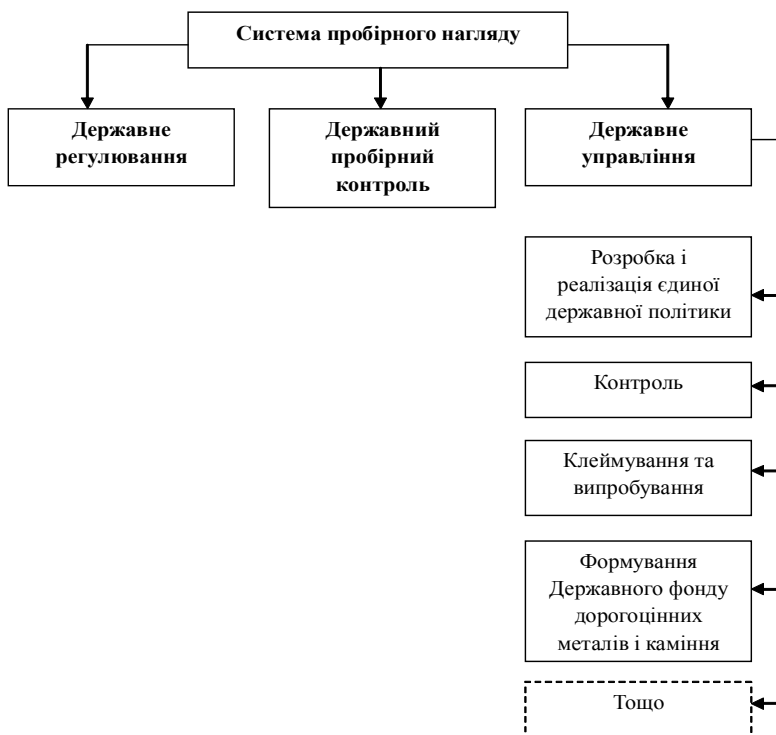 Система пробірного нагляду
Державне
регулювання
Державний
пробірний
контроль
Державне
управління
Розробка і
реалізація єдиної
державної політики
Контроль
Клеймування та
випробування
Формування
Державного фонду
дорогоцінних
металів і каміння
Тощо